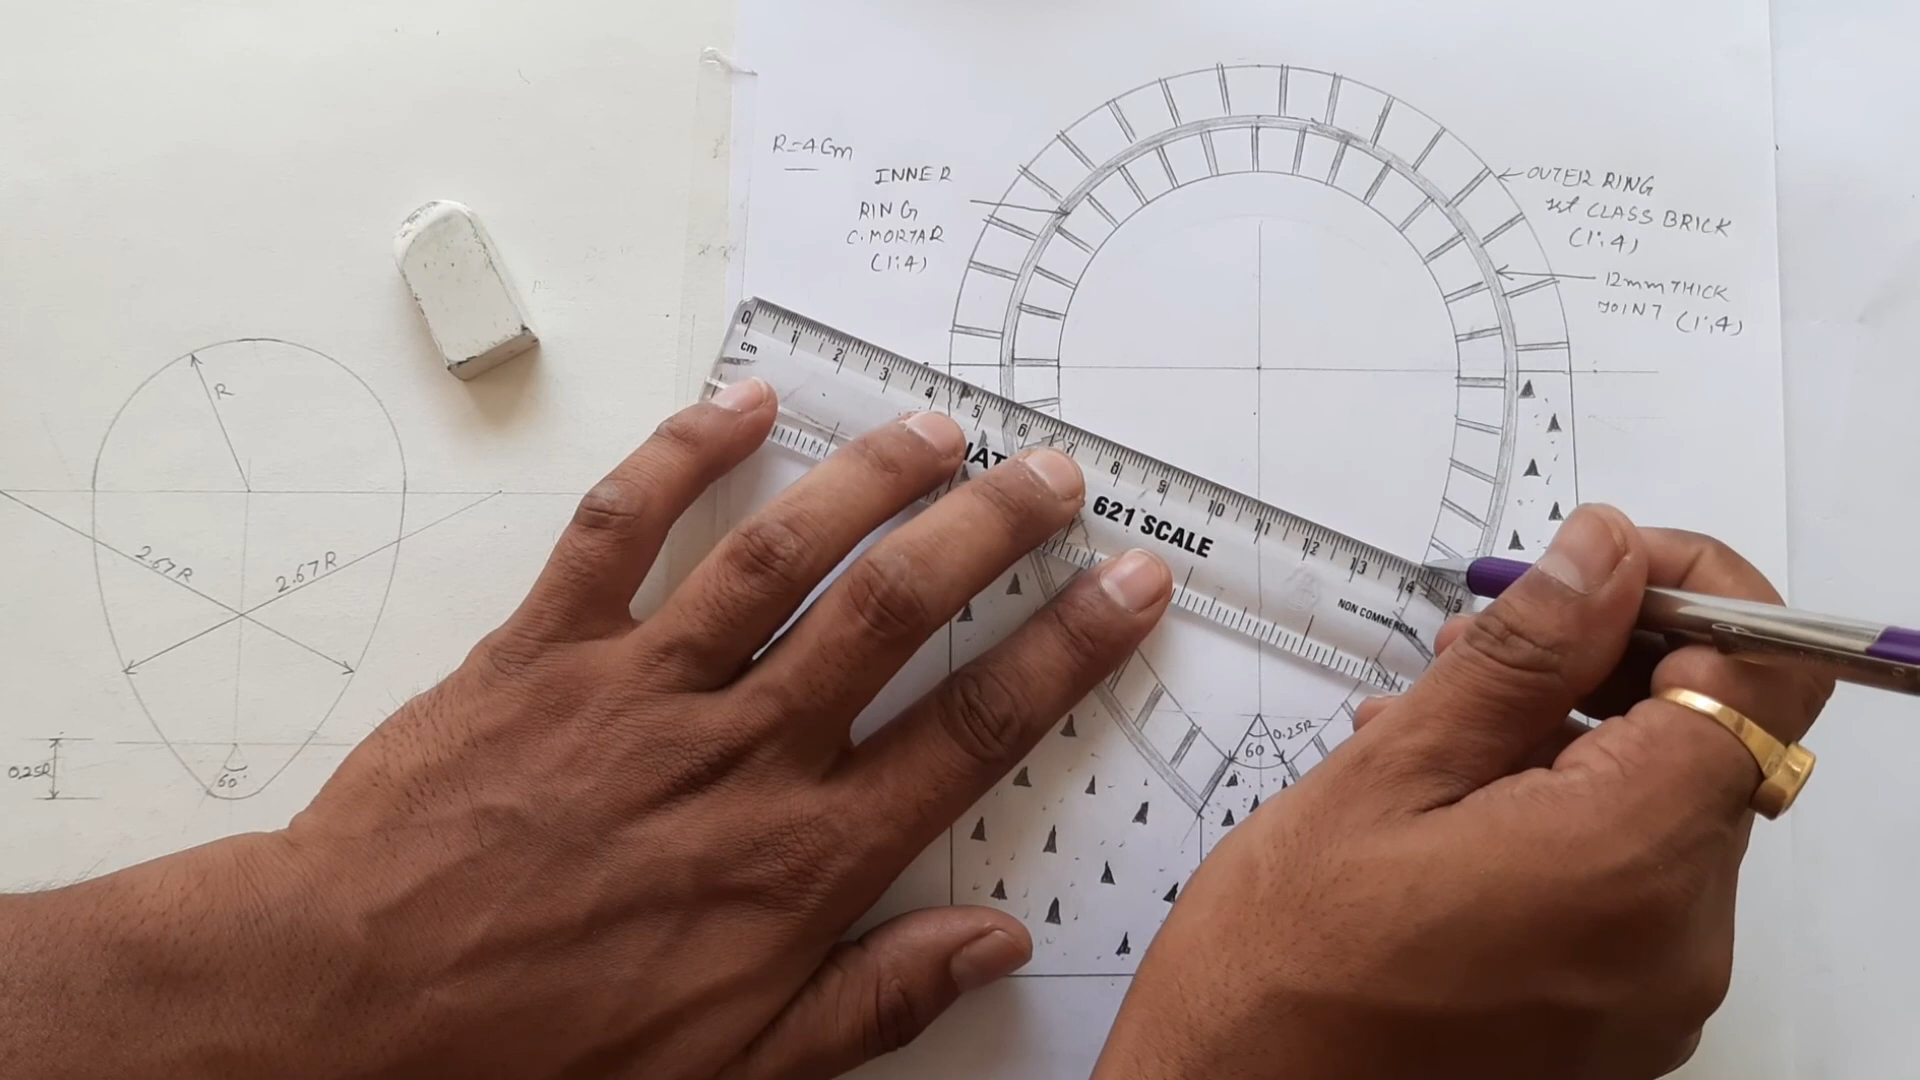 R=4Cm
INNER
RING
C. MORTAR
(1:4)
OUTER RING
1st CLASS BRICK
(1:4)
12mm THICK
JOINT (1:4)
0 1 2 3 4 5 6 7 8 9 10 11 12 13 14 15
cm
621 SCALE
NON COMMERCIAL
R
2.67R
2.67R
0.25R
60°
0.25R
60